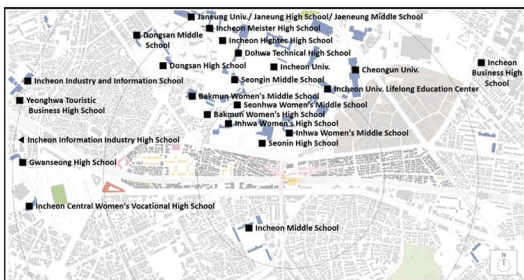 Janeung Univ./ Janeung High School/ Jaeneung Middle School
Incheon Meister High School
Dongsan Middle
School
Incheon Hightec High School
Dolwa Technical High School
Dongsan High School
Incheon Univ.
Cheongun Univ.
Incheon
Business High
School
Incheon Industry and Information School
Seongin Middle School
Incheon Univ. Lifelong Education Center
Yeonghwa Touristic
Business High School
Bakmun Women's Middle School
Seonhwa Women's Middle School
Bakmun Women's High School
Inhwa Women's High School
Inhwa Women's Middle School
Incheon Information Industry High School
Seonin High School
Gwanseong High School
Incheon Central Women's Vocational High School
Incheon Middle School